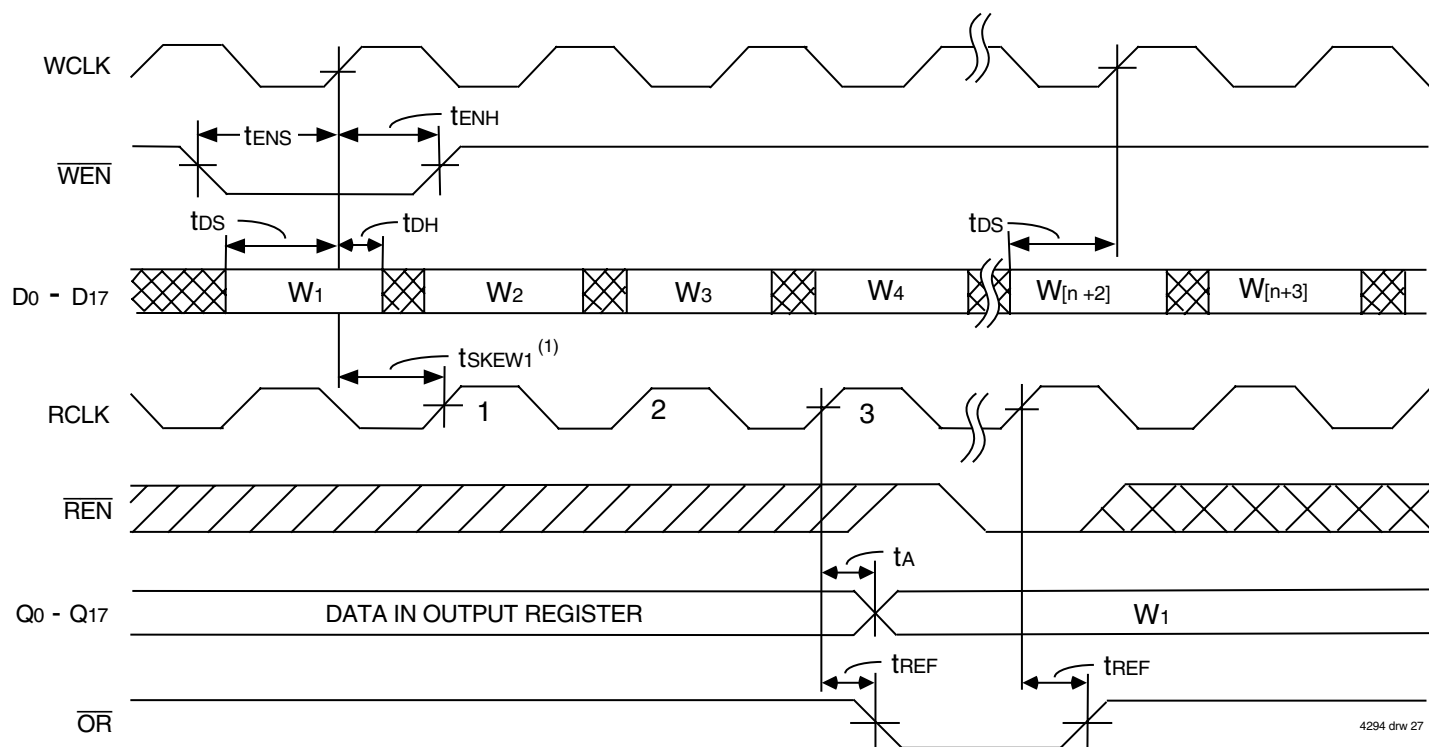 WCLK
tENS
tENH
WEN
tDS
tDH
tDS
D0 - D17
W1
W2
W3
W4
W[n +2]
W[n+3]
tSKEW1 (1)
RCLK
1
2
3
REN
tA
Q0 - Q17
DATA IN OUTPUT REGISTER
W1
tREF
tREF
OR
4294 drw 27